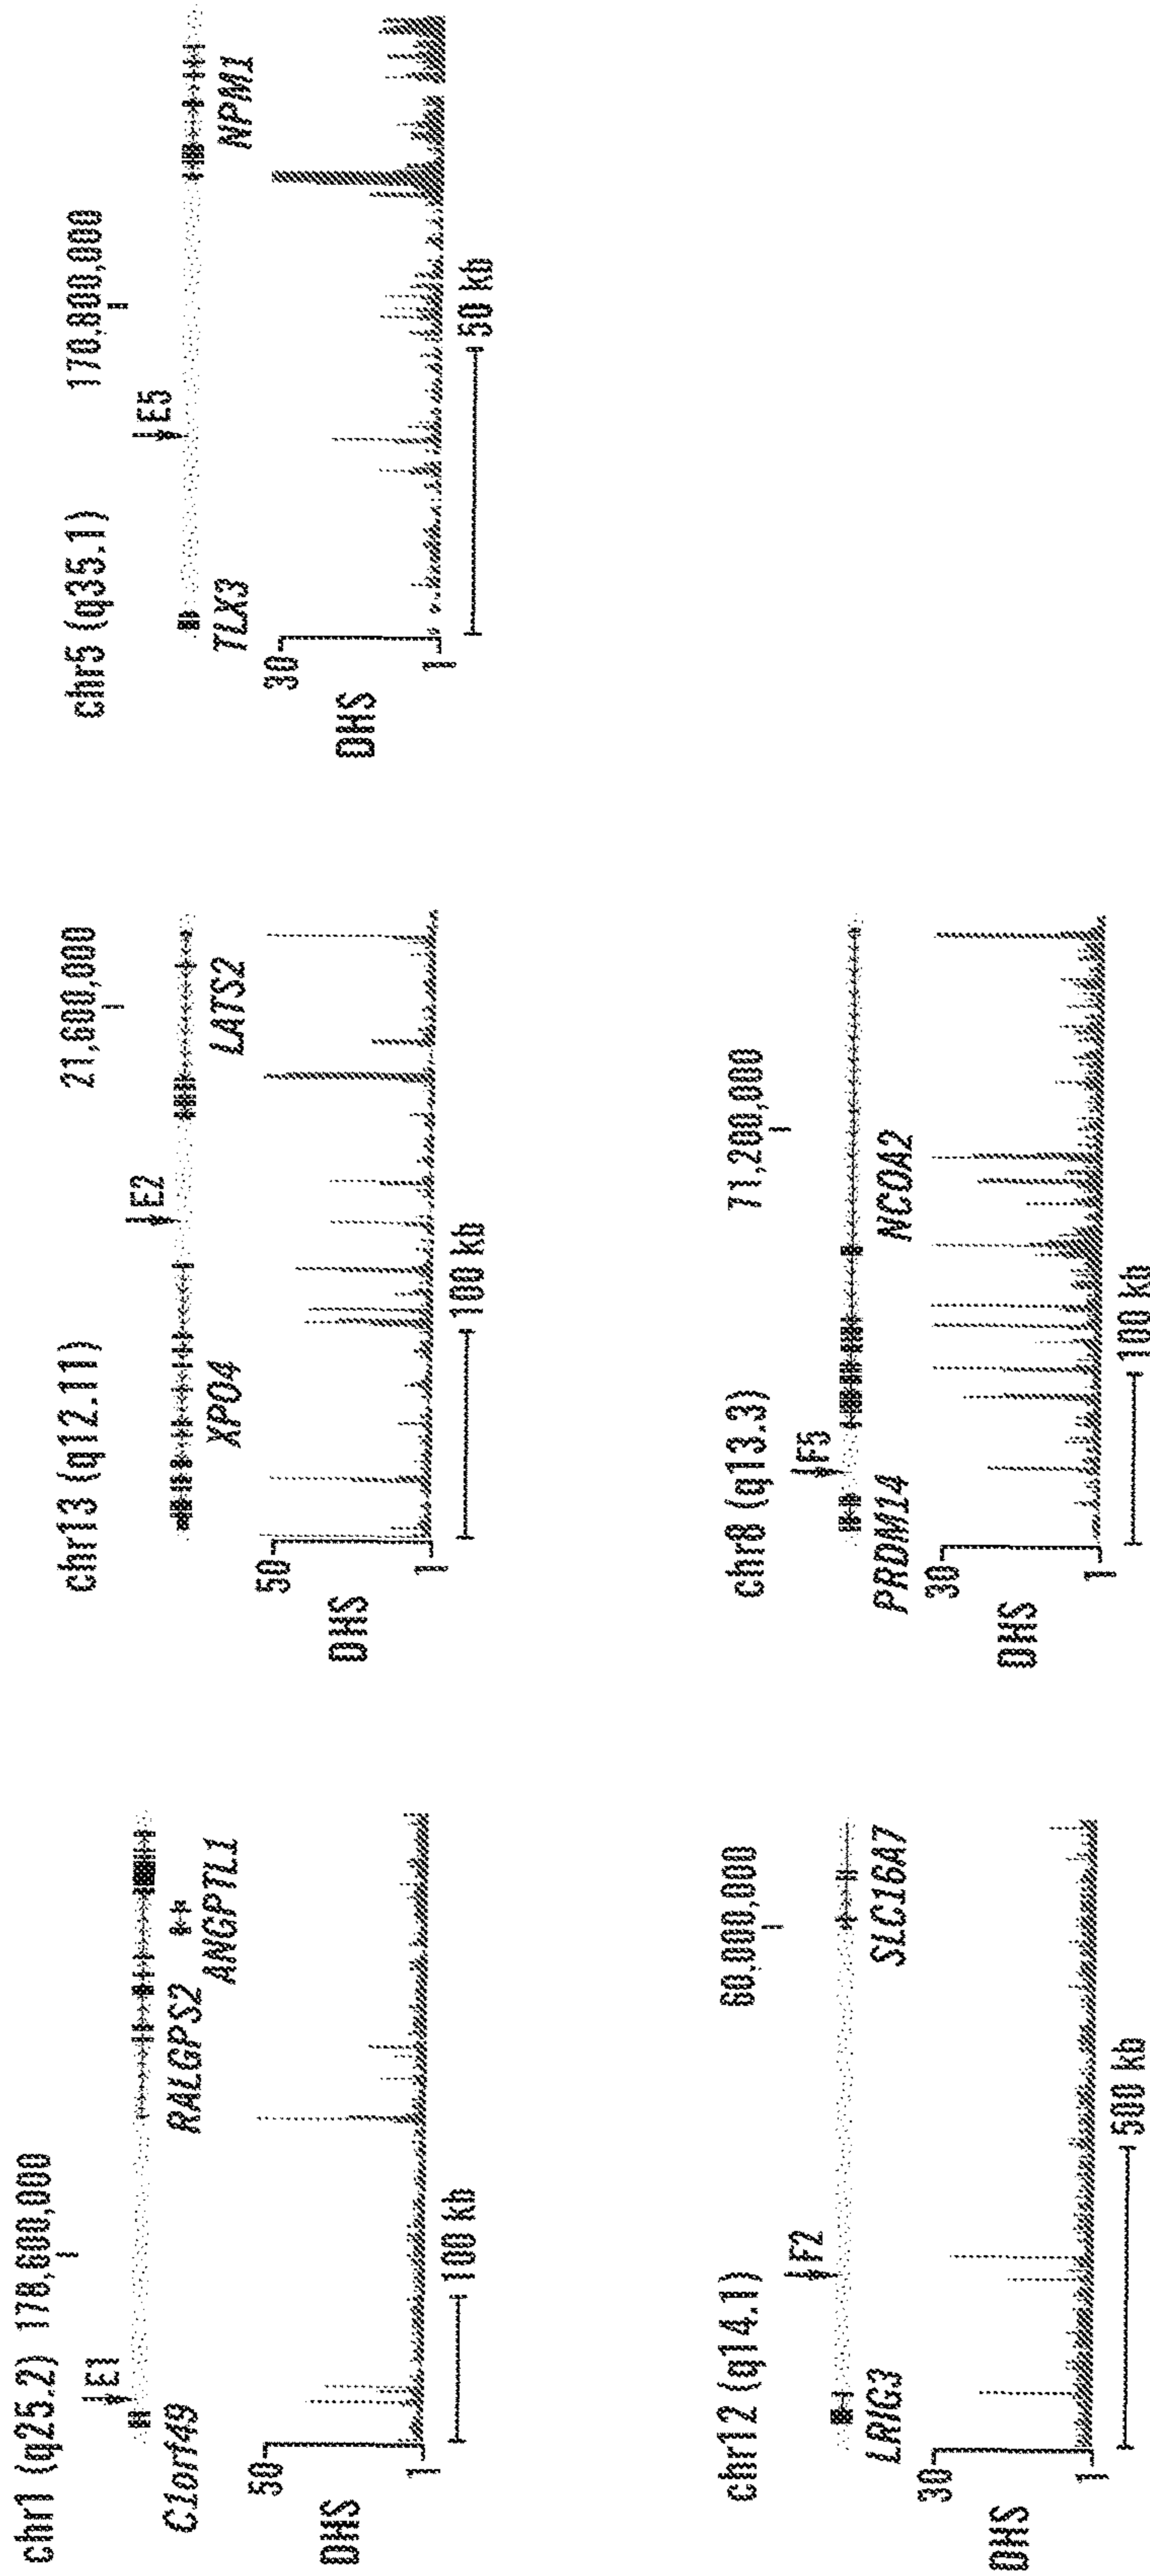 chr1 (q25.2) 178,600,000
E1
C1orf49
RALGPS2
ANGPTL1
50
DHS
1
100 kb
chr13 (q12.11)
21,600,000
E2
XPO4
LATS2
50
DHS
1
100 kb
chr5 (q35.1)
170,800,000
E5
TLX3
NPM1
30
DHS
1
50 kb
chr12 (q14.1)
60,000,000
F2
LRIG3
SLC16A7
30
DHS
1
500 kb
chr8 (q13.3)
71,200,000
F5
PRDM14
NCOA2
30
DHS
1
100 kb